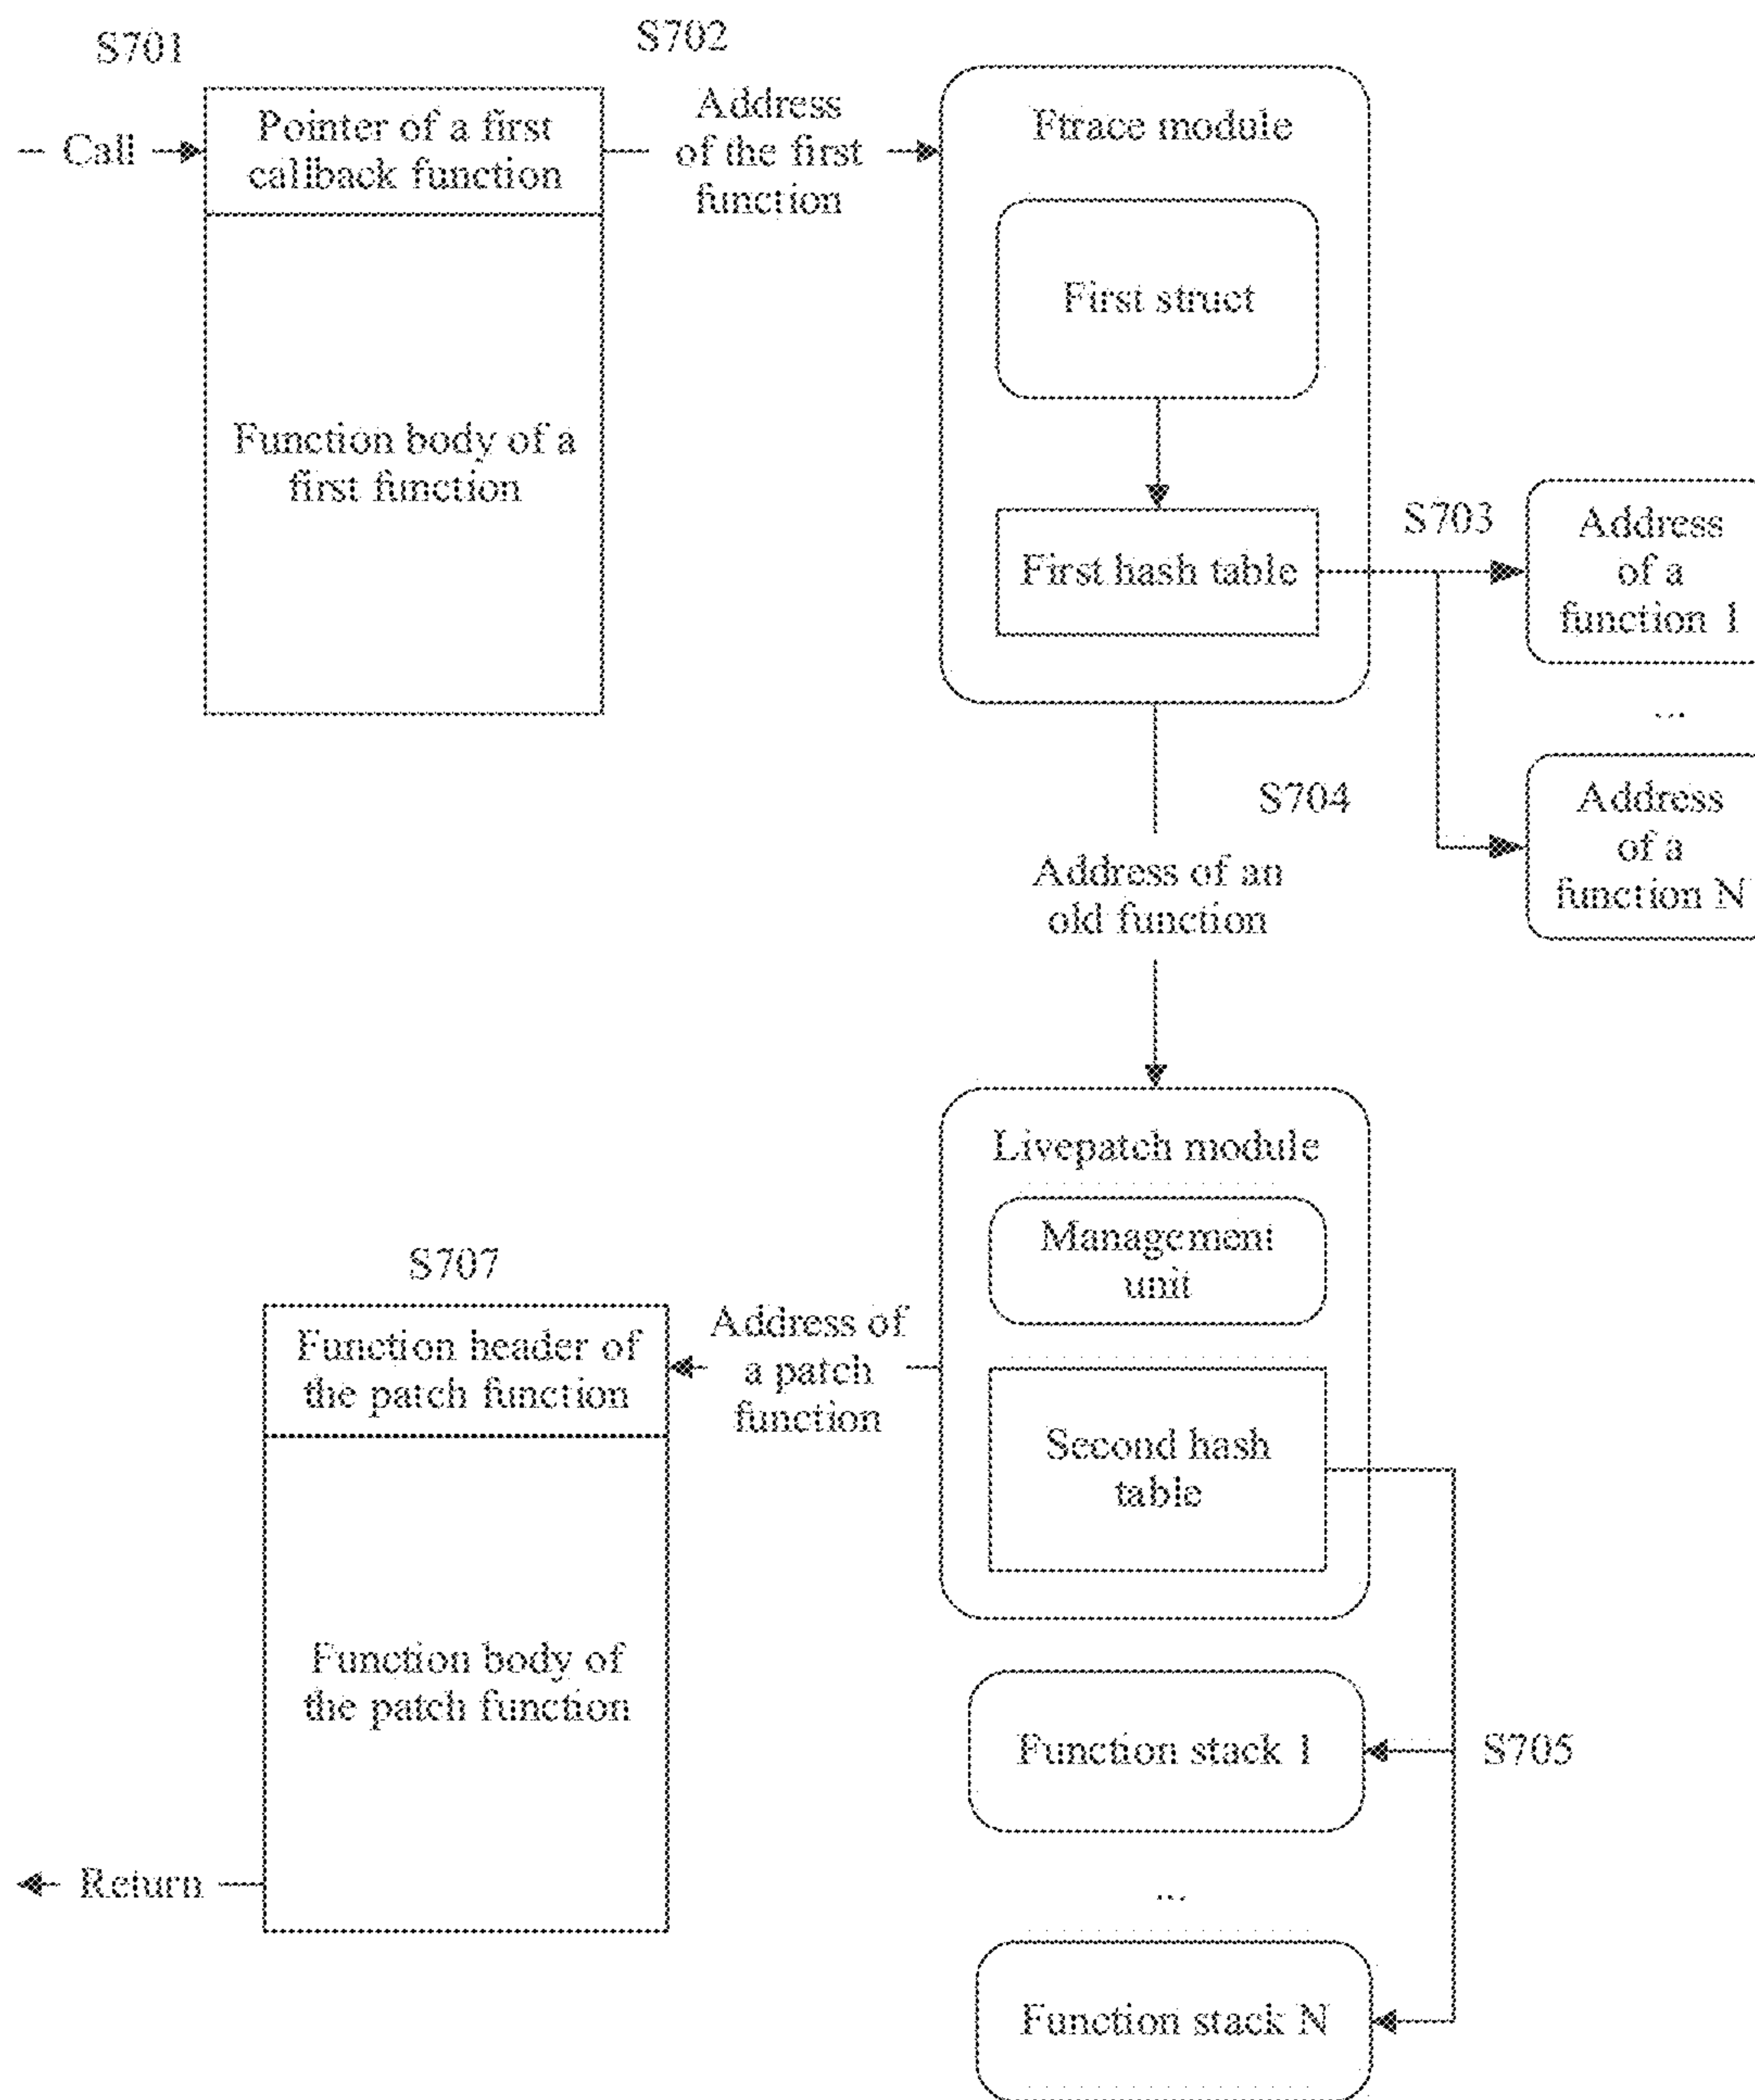 S701
S702
Call
Pointer of a first
callback function
Address
of the first
function
Ftrace module
First struct
Function body of a
first function
First hash table
S703
Address
of a
function 1
...
S704
Address
of a
function N
Address of an
old function
Livepatch module
Management
unit
S707
Function header of
the patch function
Address of
a patch
function
Second hash
table
Function body of
the patch function
Function stack 1
S705
Return
...
Function stack N